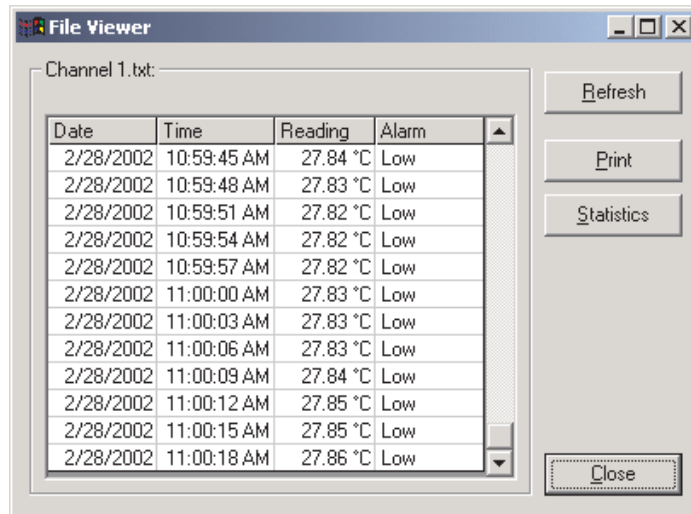 File Viewer
Channel 1.txt:
Date Time Reading Alarm
2/28/2002 10:59:45 AM 27.84 °C Low
2/28/2002 10:59:48 AM 27.83 °C Low
2/28/2002 10:59:51 AM 27.82 °C Low
2/28/2002 10:59:54 AM 27.82 °C Low
2/28/2002 10:59:57 AM 27.82 °C Low
2/28/2002 11:00:00 AM 27.83 °C Low
2/28/2002 11:00:03 AM 27.83 °C Low
2/28/2002 11:00:06 AM 27.83 °C Low
2/28/2002 11:00:09 AM 27.84 °C Low
2/28/2002 11:00:12 AM 27.85 °C Low
2/28/2002 11:00:15 AM 27.85 °C Low
2/28/2002 11:00:18 AM 27.86 °C Low
Refresh
Print
Statistics
Close